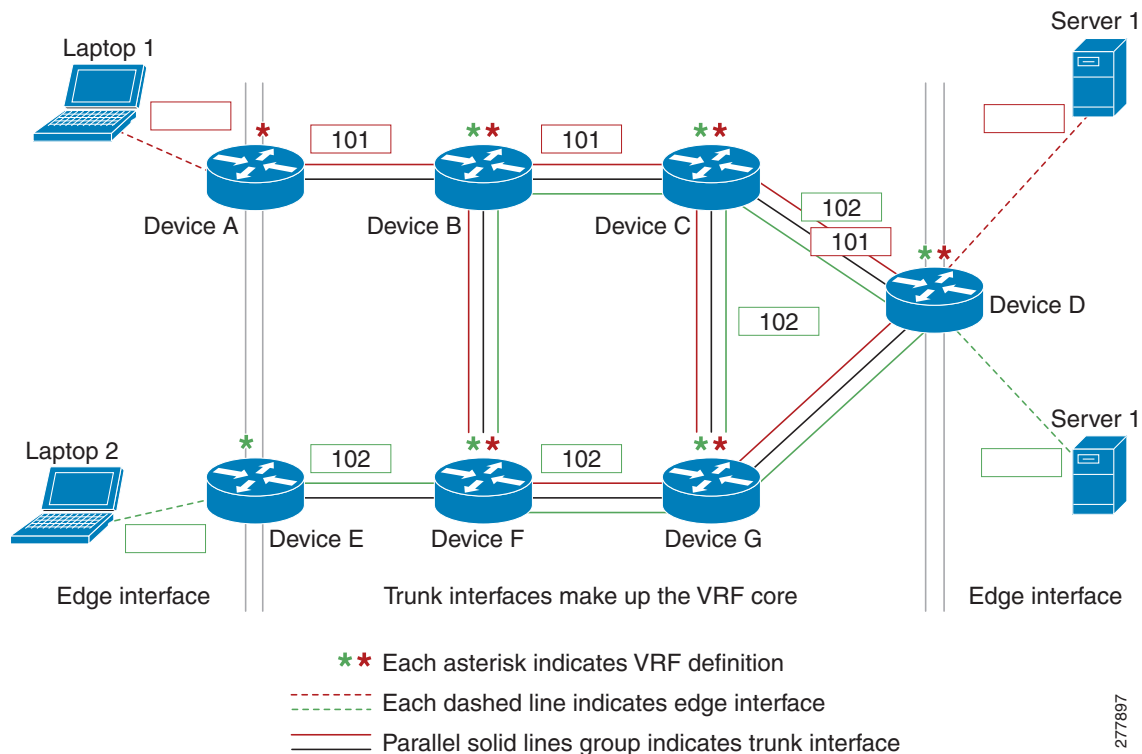 Server 1
Laptop 1
101
101
Device A
Device B
Device C
102
101
Device D
102
Laptop 2
102
102
Server 1
Device E
Device F
Device G
Edge interface
Trunk interfaces make up the VRF core
Edge interface
** Each asterisk indicates VRF definition
Each dashed line indicates edge interface
Parallel solid lines group indicates trunk interface
277897